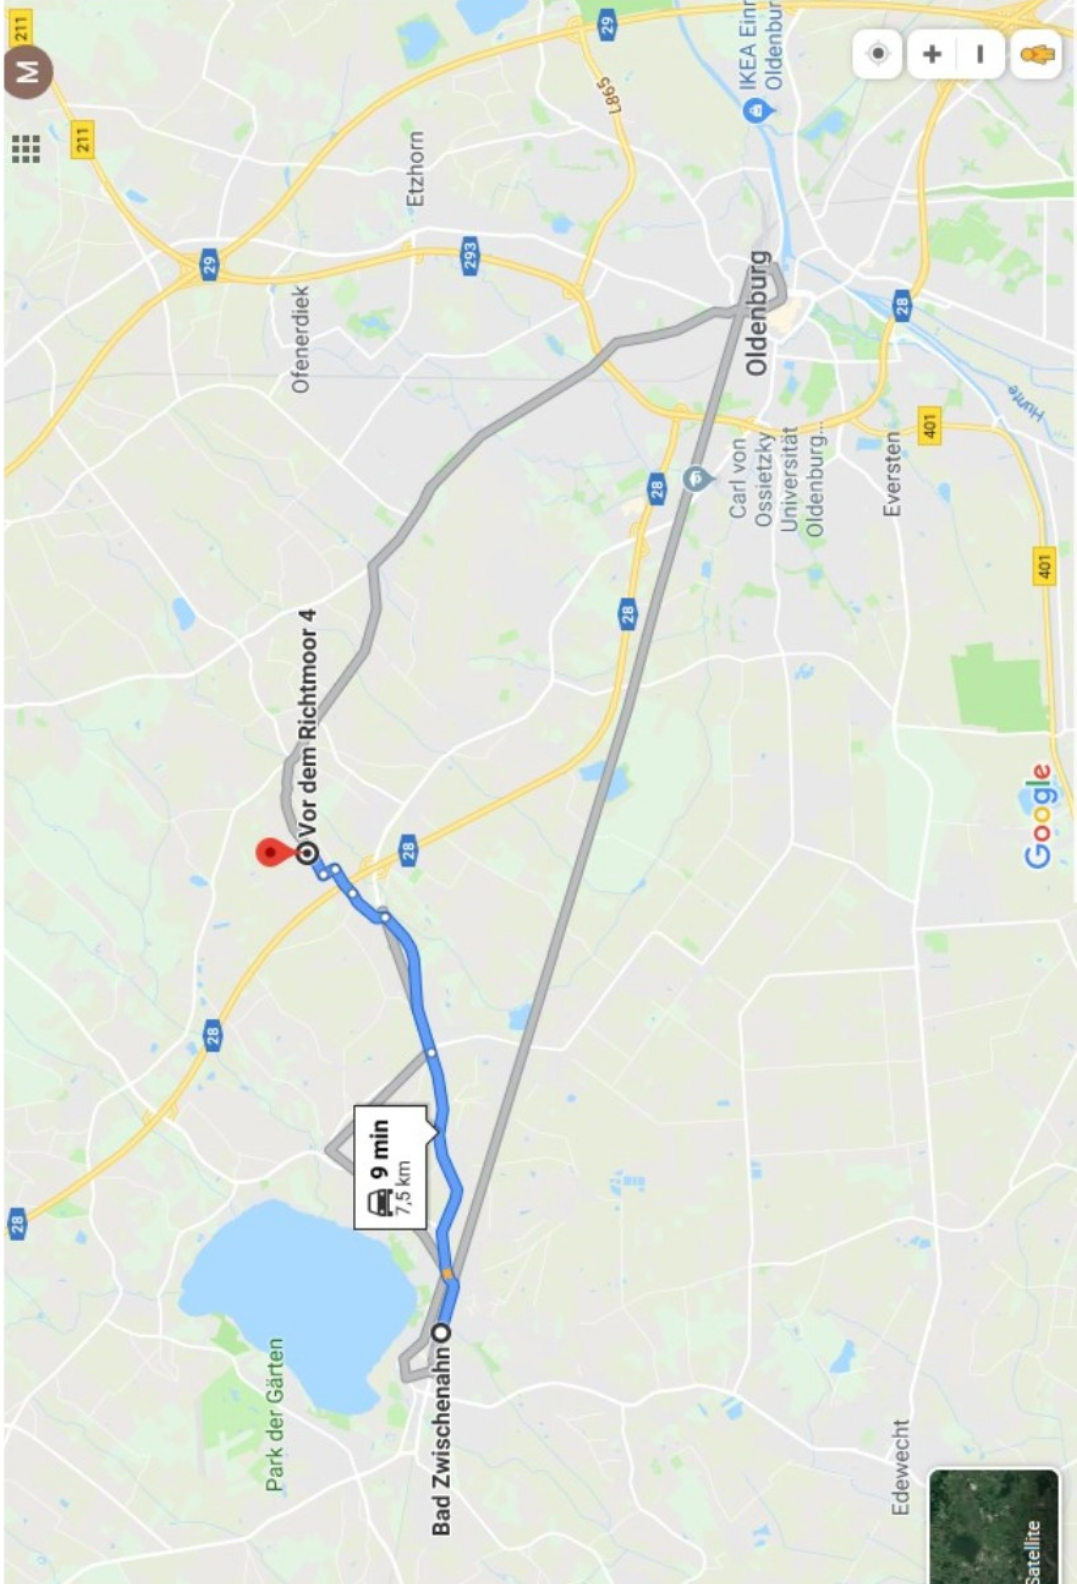 28
M
211
211
28
29
Park der Gärten
Vor dem Richtmoor 4
Ofenerdiek
9 min
7,5 km
28
Etzhorn
Bad Zwischenahn
293
29
L865
28
28
Carl von
Ossietzky
Universität
Oldenburg...
Oldenburg
IKEA Einr
Oldenbur
Edewecht
Eversten
28
401
Hunte
Satellite
Google
401